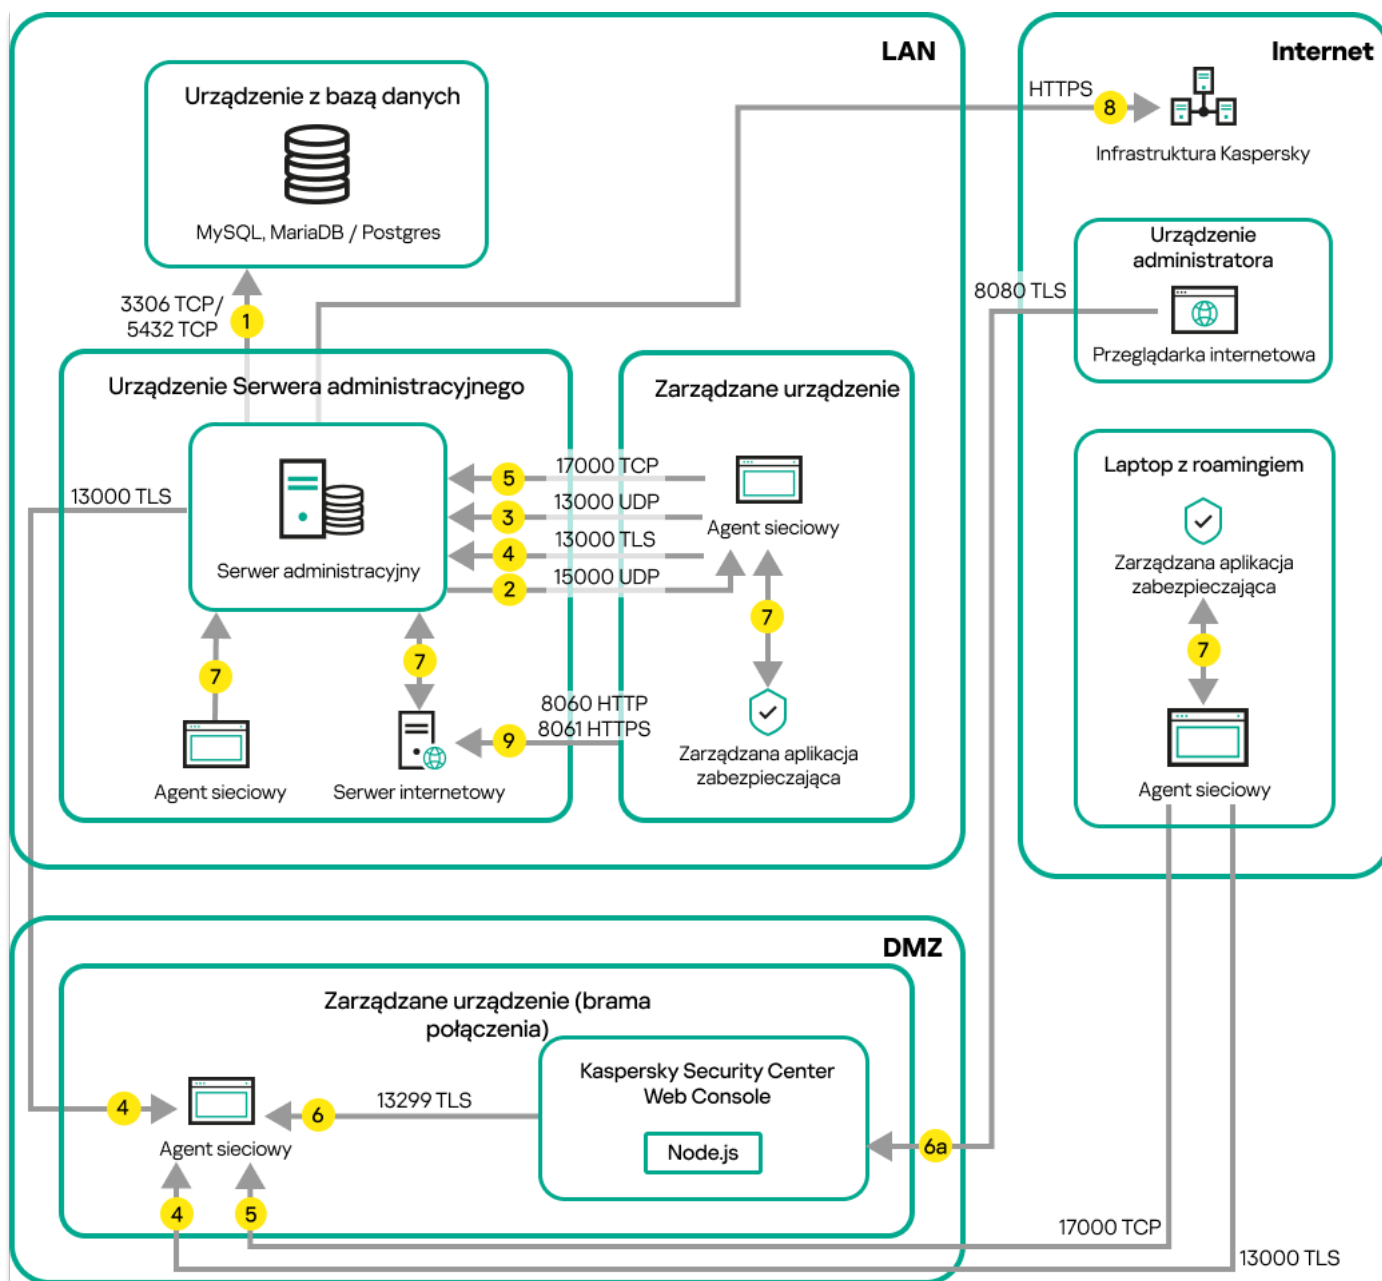 LAN
Urządzenie z bazą danych
MySQL, MariaDB / Postgres
3306 TCP/
5432 TCP
1
Urządzenie Serwera administracyjnego
Serwer administracyjny
13000 TLS
7
7
Agent sieciowy
Serwer internetowy
Zarządzane urządzenie
5
17000 TCP
3
13000 UDP
4
13000 TLS
2
15000 UDP
Agent sieciowy
7
8060 HTTP
8061 HTTPS
9
Zarządzana aplikacja
zabezpieczająca
Internet
HTTPS
8
Infrastruktura Kaspersky
Urządzenie
administratora
8080 TLS
Przeglądarka internetowa
Laptop z roamingiem
Zarządzana aplikacja
zabezpieczająca
7
Agent sieciowy
DMZ
Zarządzane urządzenie (brama
połączenia)
Kaspersky Security Center
Web Console
Node.js
4
6
13299 TLS
6a
Agent sieciowy
4
5
17000 TCP
13000 TLS